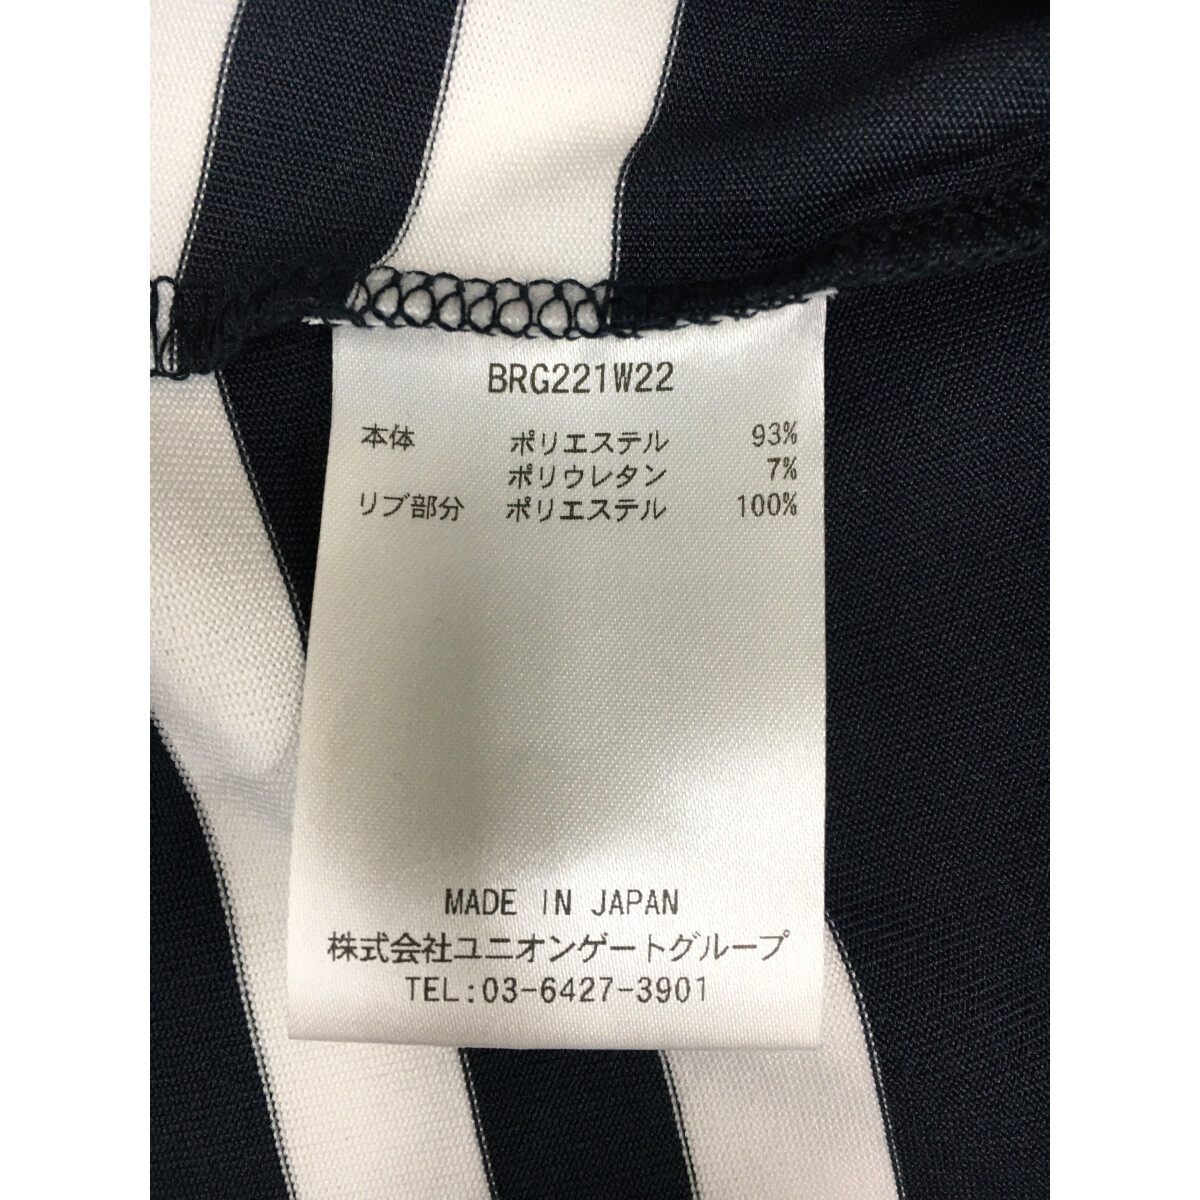 BRG221W22
本体 ポリエステル 93%
ポリウレタン 7%
リブ部分 ポリエステル 100%
MADE IN JAPAN
株式会社ユニオンゲートグループ
TEL:03-6427-3901